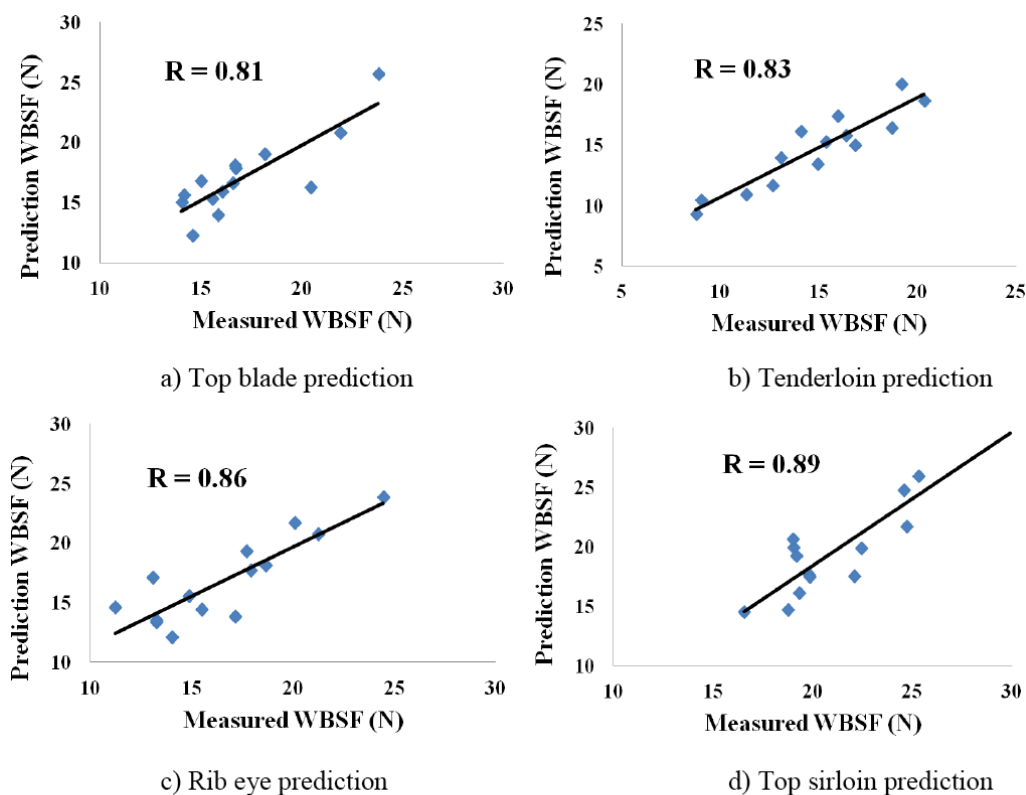 30
25
20
15
10
Prediction WBSF (N)
R = 0.81
10 15 20 25 30
Measured WBSF (N)
a) Top blade prediction
25
20
15
10
5
Prediction WBSF (N)
R = 0.83
5 10 15 20 25
Measured WBSF (N)
b) Tenderloin prediction
30
25
20
15
10
Prediction WBSF (N)
R = 0.86
10 15 20 25 30
Measured WBSF (N)
c) Rib eye prediction
30
25
20
15
10
Prediction WBSF (N)
R = 0.89
10 15 20 25 30
Measured WBSF (N)
d) Top sirloin prediction